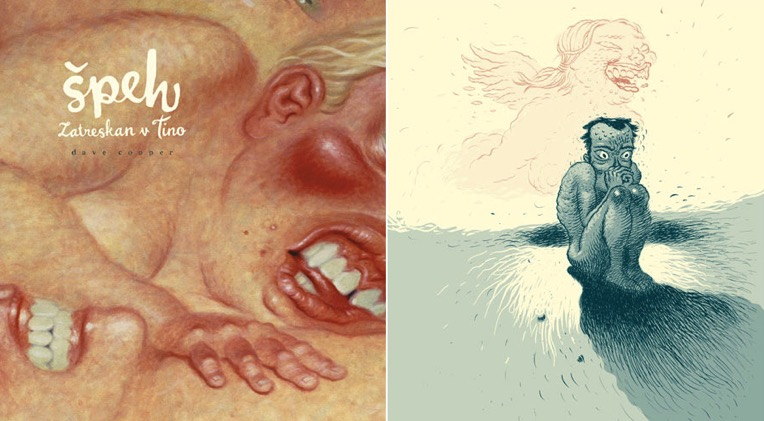 špeh
Zatreskan v Tino
dave cooper